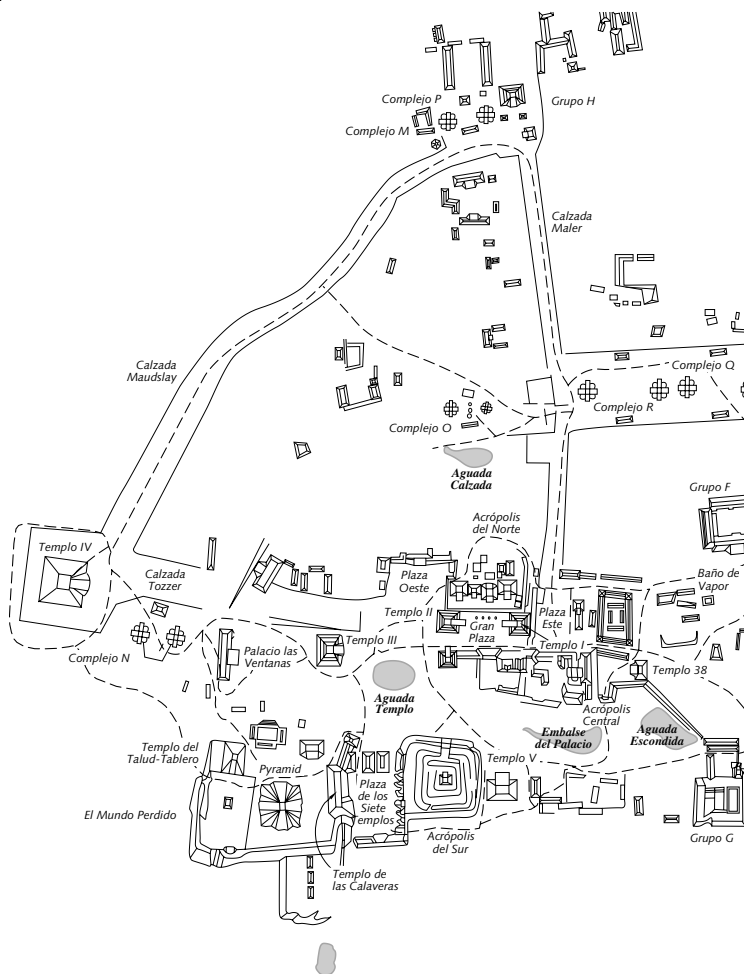 Complejo P
Grupo H
Complejo M
Calzada
Maler
Calzada
Maudslay
Complejo Q
Complejo R
Complejo O
Aguada
Calzada
Grupo F
Acrópolis
del Norte
Templo IV
Calzada
Tozzer
Plaza
Oeste
Baño de
Vapor
Templo II
Plaza
Este
Gran
Plaza
Templo III
Templo I
Complejo N
Palacio las
Ventanas
Templo 38
Aguada
Templo
Acrópolis
Central
Embalse
del Palacio
Aguada
Escondida
Templo del
Talud-Tablero
Templo V
Pyramid
Plaza
de los
Siete
Templos
El Mundo Perdido
Acrópolis
del Sur
Grupo G
Templo de
las Calaveras